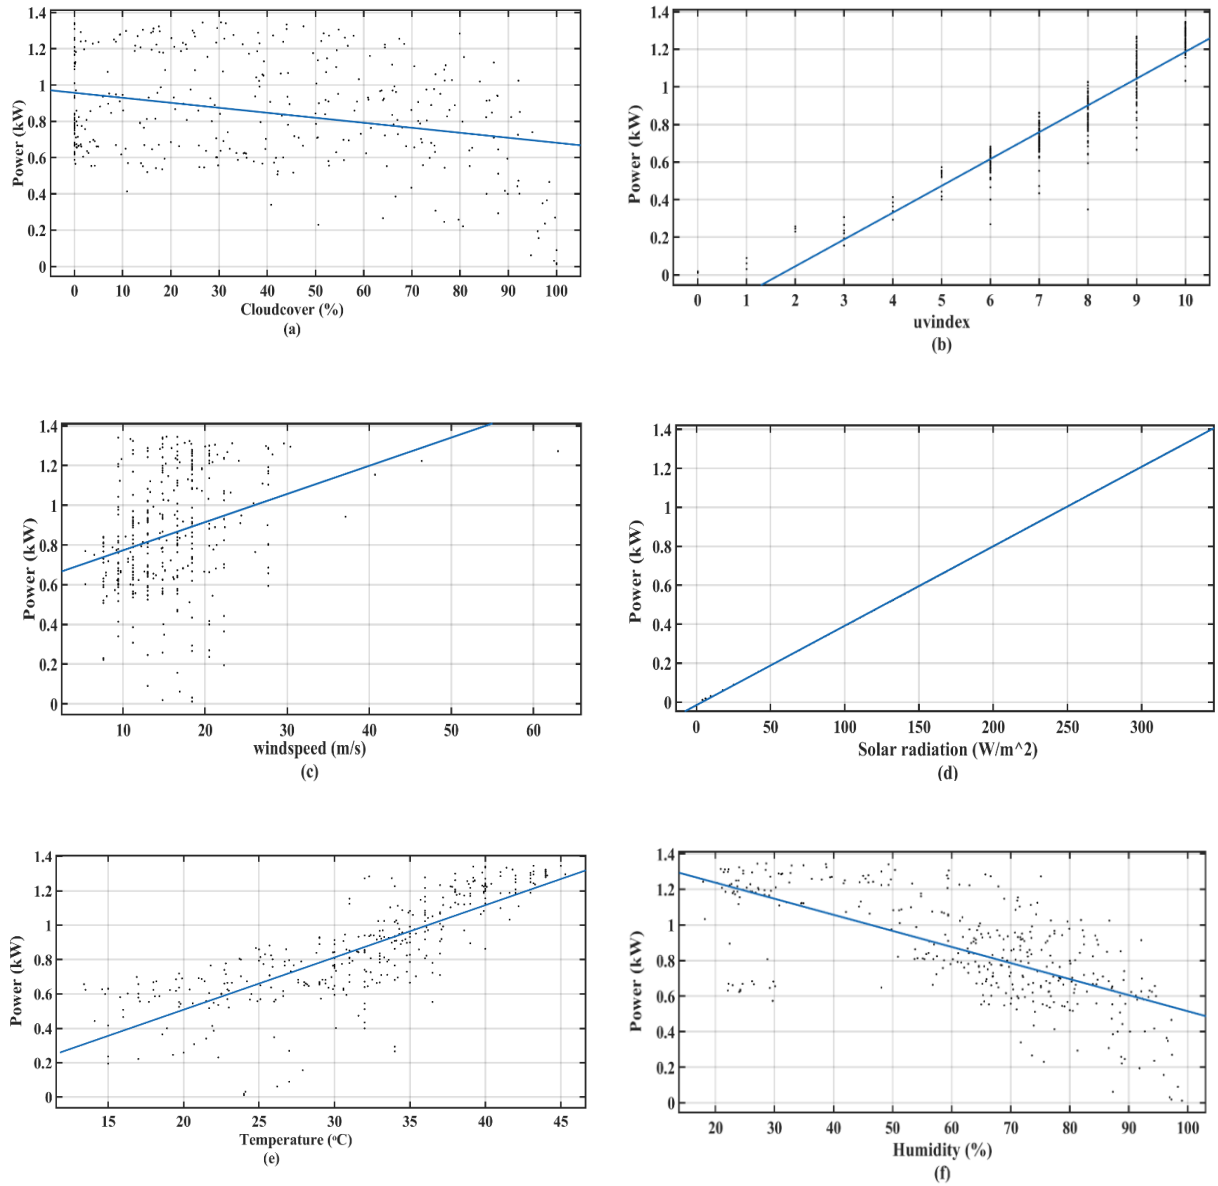 1.4
1.2
1
0.8
0.6
0.4
0.2
0
Power (kW)
0 10 20 30 40 50 60 70 80 90 100
Cloudcover (%)
(a)
1.4
1.2
1
0.8
0.6
0.4
0.2
0
Power (kW)
0 1 2 3 4 5 6 7 8 9 10
uvindex
(b)
1.4
1.2
1
0.8
0.6
0.4
0.2
0
Power (kW)
10 20 30 40 50 60
windspeed (m/s)
(c)
1.4
1.2
1
0.8
0.6
0.4
0.2
0
Power (kW)
0 50 100 150 200 250 300
Solar radiation (W/m^2)
(d)
1.4
1.2
1
0.8
0.6
0.4
0.2
0
Power (kW)
15 20 25 30 35 40 45
Temperature (ᵒC)
(e)
1.4
1.2
1
0.8
0.6
0.4
0.2
0
Power (kW)
20 30 40 50 60 70 80 90 100
Humidity (%)
(f)